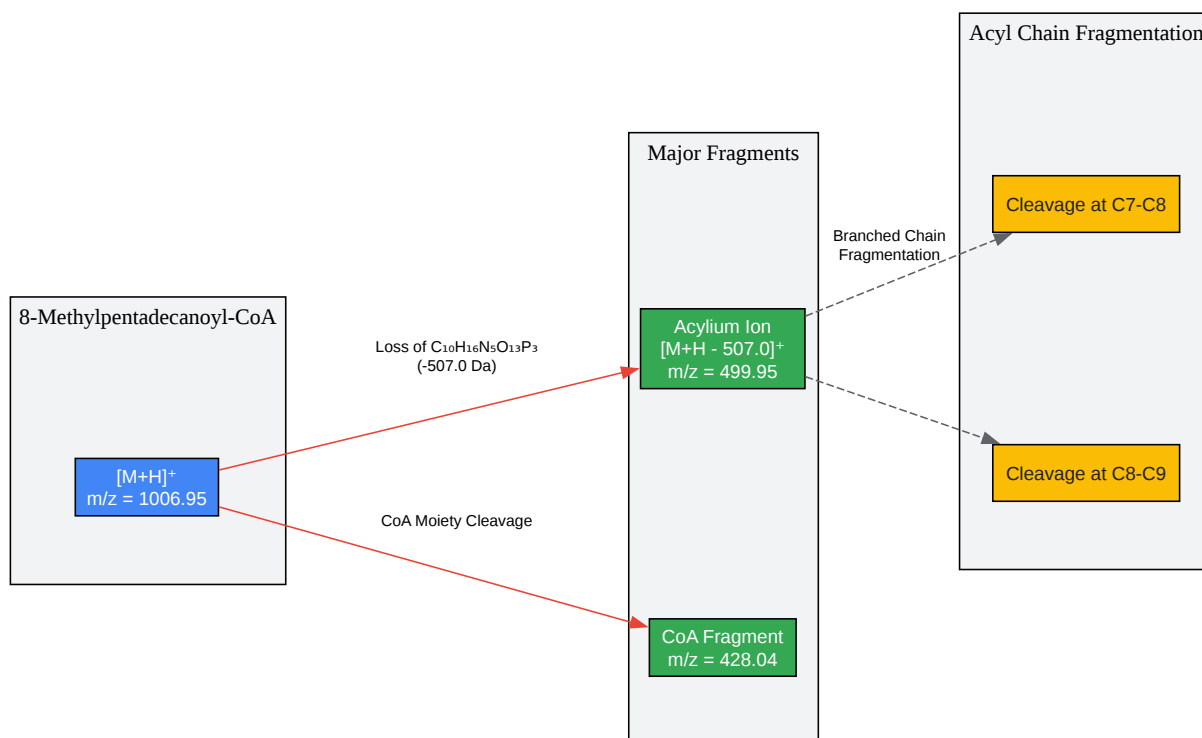 8-Methylpentadecanoyl-CoA
[M+H]⁺
m/z = 1006.95
Loss of C₁₀H₁₆N₅O₁₃P₃
(-507.0 Da)
CoA Moiety Cleavage
Major Fragments
Acylium Ion
[M+H - 507.0]⁺
m/z = 499.95
CoA Fragment
m/z = 428.04
Branched Chain
Fragmentation
Acyl Chain Fragmentation
Cleavage at C7-C8
Cleavage at C8-C9